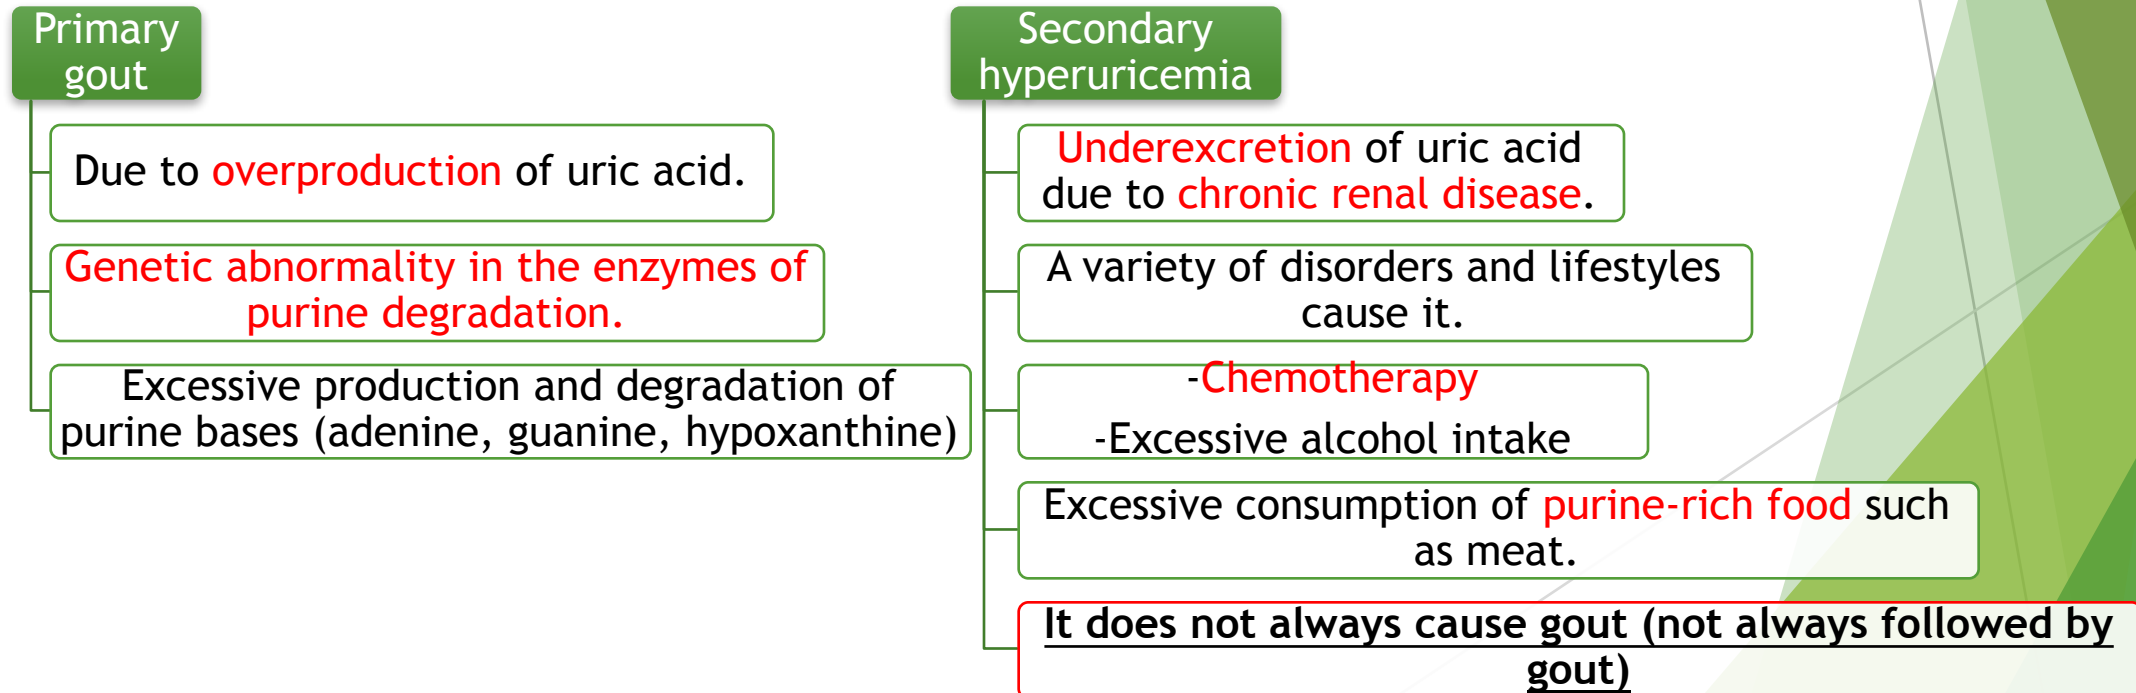 Primary
gout
Due to overproduction of uric acid.
Genetic abnormality in the enzymes of
purine degradation.
Excessive production and degradation of
purine bases (adenine, guanine, hypoxanthine)
Secondary
hyperuricemia
Underexcretion of uric acid
due to chronic renal disease.
A variety of disorders and lifestyles
cause it.
-Chemotherapy
-Excessive alcohol intake
Excessive consumption of purine-rich food such
as meat.
It does not always cause gout (not always followed by
gout)